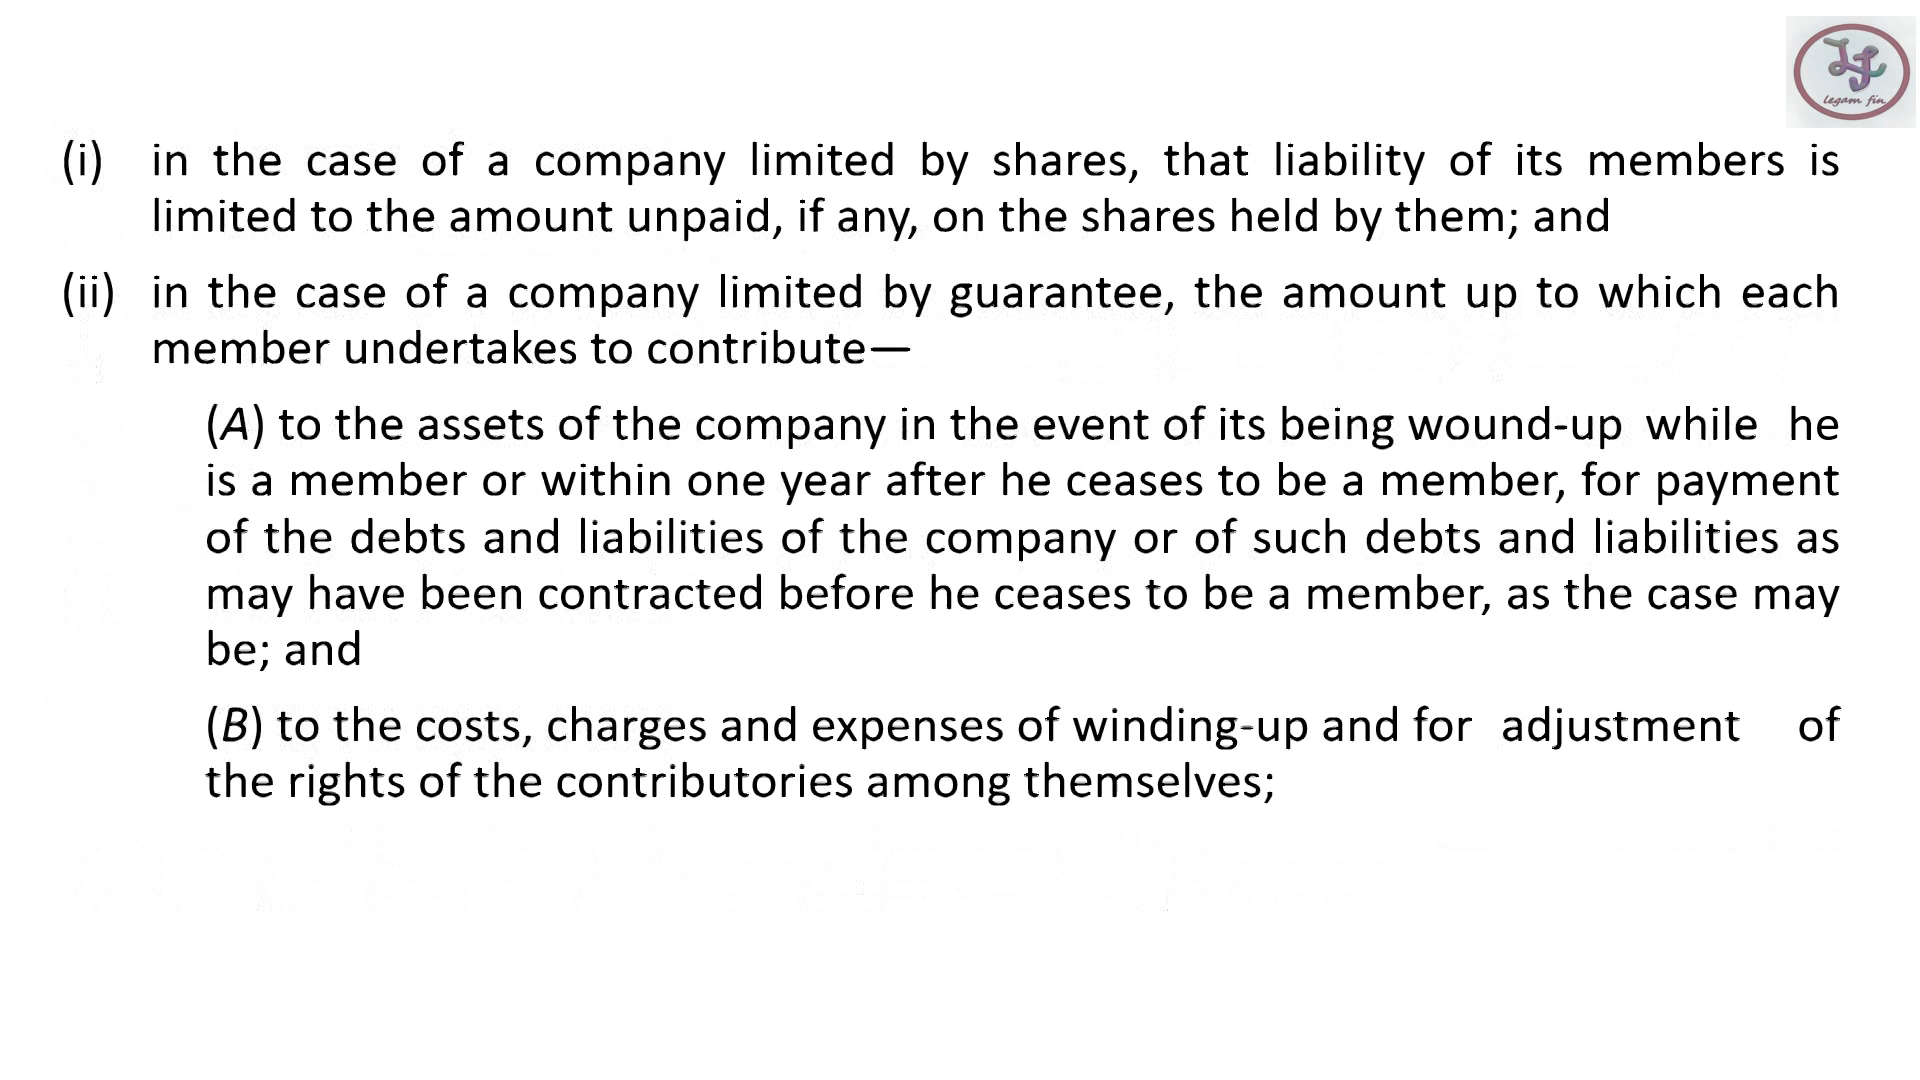 Legam fin
(i) in the case of a company limited by shares, that liability of its members is
limited to the amount unpaid, if any, on the shares held by them; and
(ii) in the case of a company limited by guarantee, the amount up to which each
member undertakes to contribute—
(A) to the assets of the company in the event of its being wound-up while he
is a member or within one year after he ceases to be a member, for payment
of the debts and liabilities of the company or of such debts and liabilities as
may have been contracted before he ceases to be a member, as the case may
be; and
(B) to the costs, charges and expenses of winding-up and for adjustment of
the rights of the contributories among themselves;